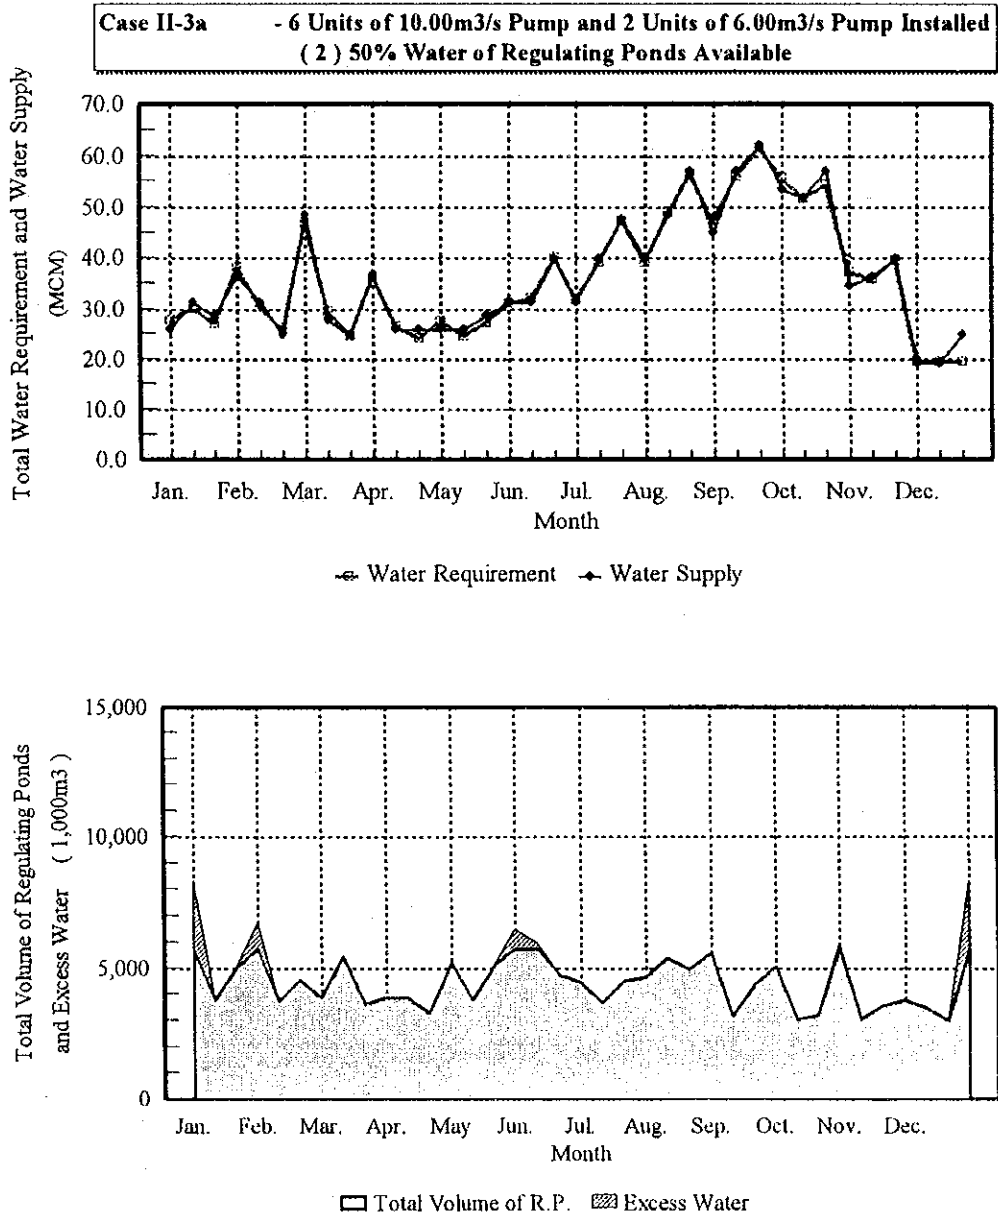 Case II-3a - 6 Units of 10.00m3/s Pump and 2 Units of 6.00m3/s Pump Installed
( 2 ) 50% Water of Regulating Ponds Available
Total Water Requirement and Water Supply
(MCM)
70.0
60.0
50.0
40.0
30.0
20.0
10.0
0.0
Jan. Feb. Mar. Apr. May Jun. Jul. Aug. Sep. Oct. Nov. Dec.
Month
Water Requirement Water Supply
Total Volume of Regulating Ponds
and Excess Water ( 1,000m3 )
15,000
10,000
5,000
0
Jan. Feb. Mar. Apr. May Jun. Jul. Aug. Sep. Oct. Nov. Dec.
Month
Total Volume of R.P. Excess Water